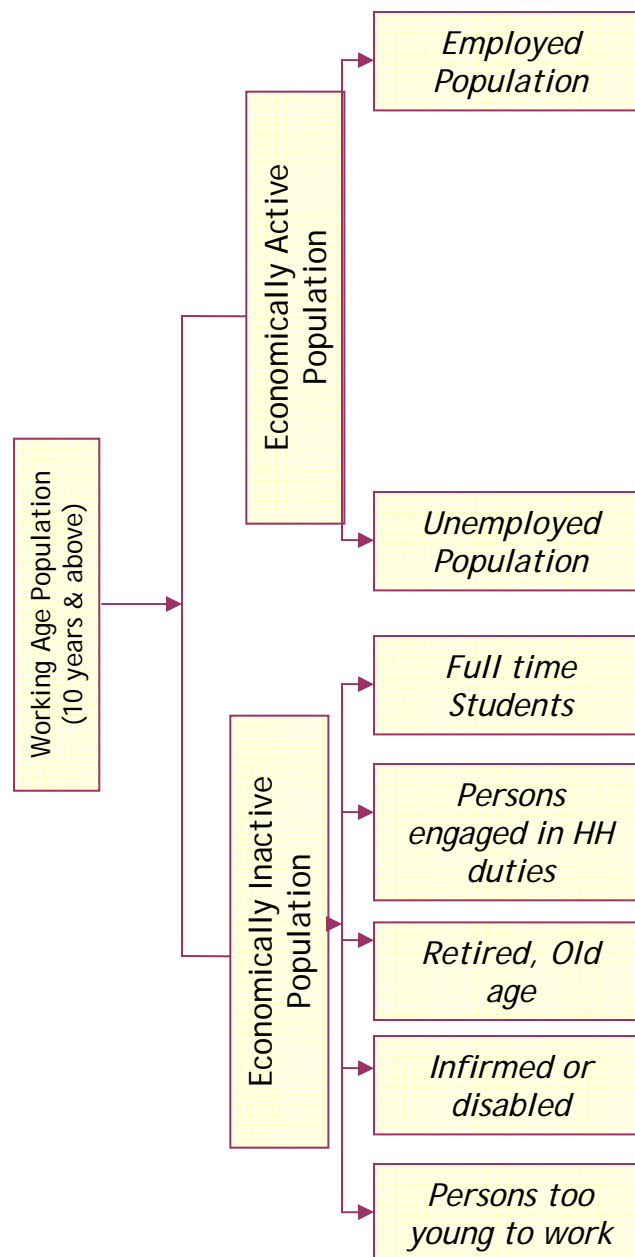 Working Age Population
(10 years & above)
Economically Active
Population
Employed
Population
Unemployed
Population
Economically Inactive
Population
Full time
Students
Persons
engaged in HH
duties
Retired, Old
age
Infirmed or
disabled
Persons too
young to work